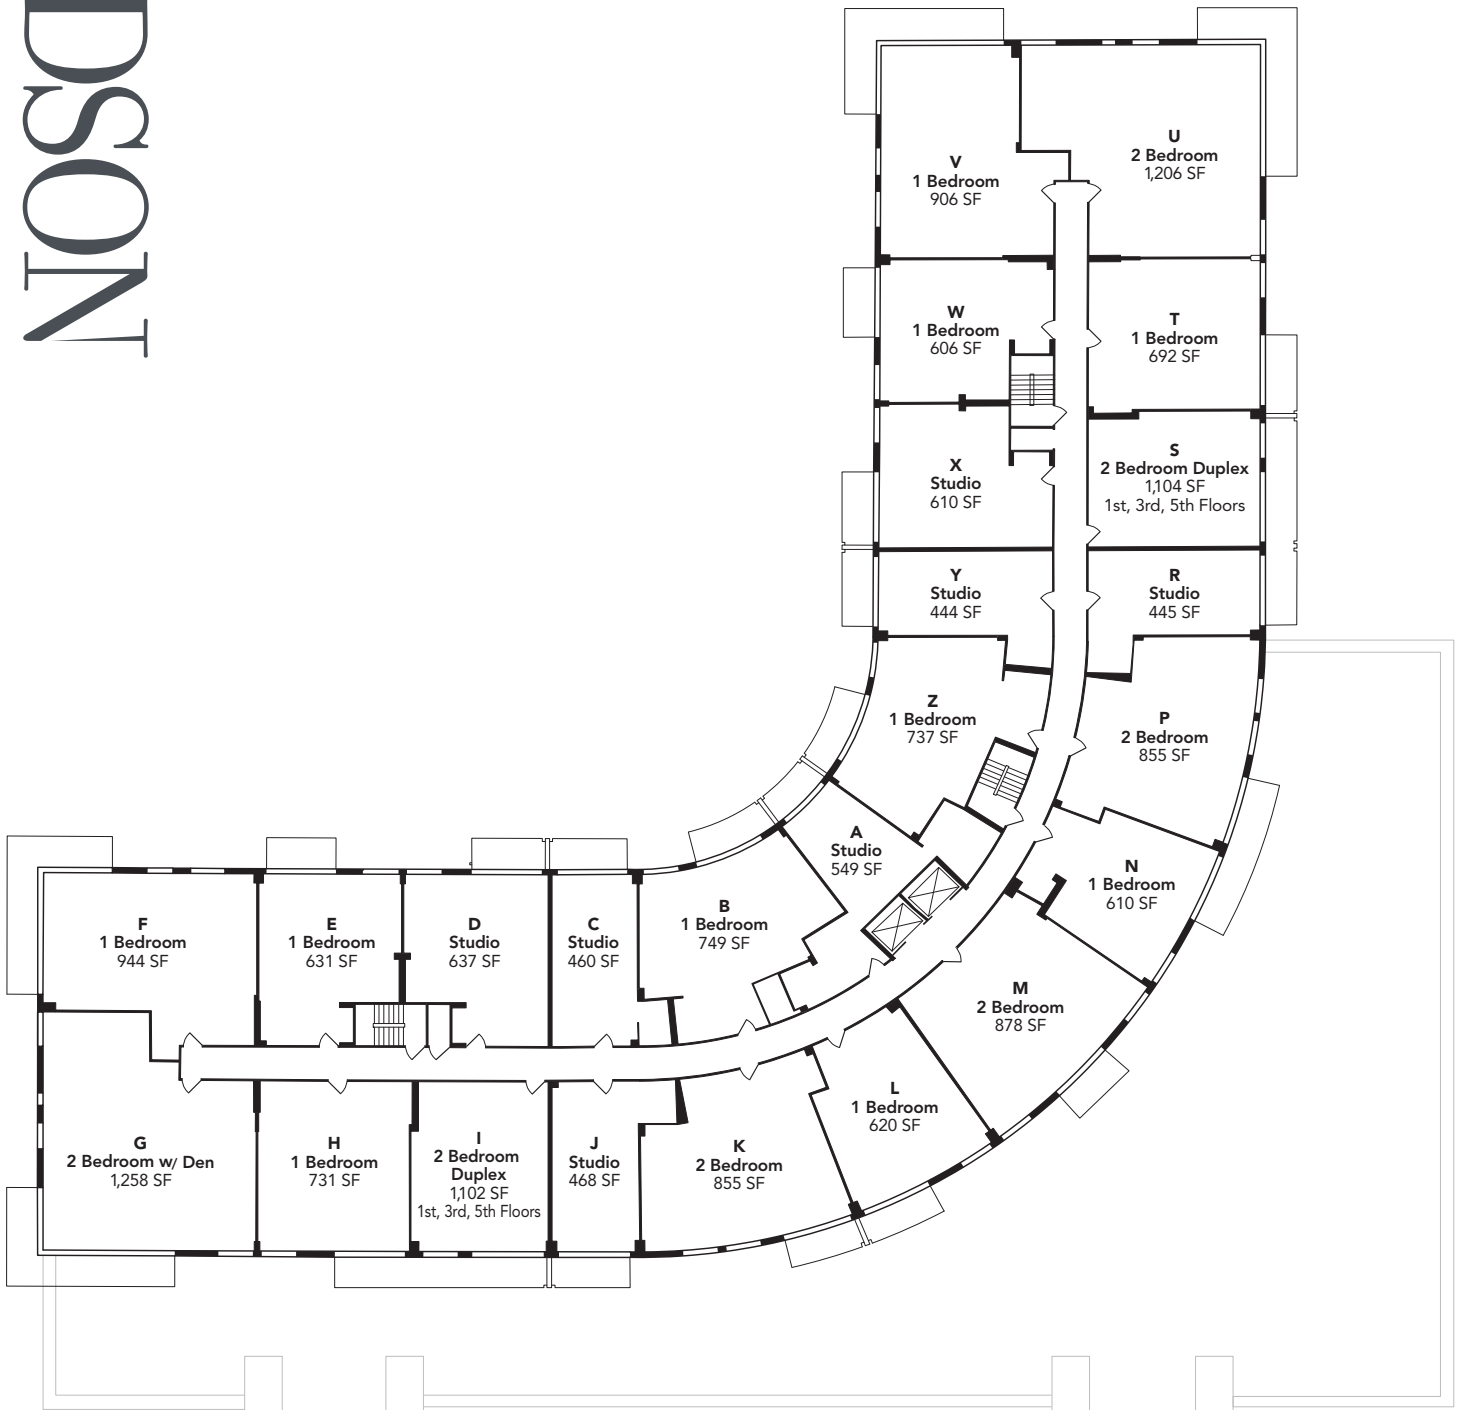 DSON
V
1 Bedroom
906 SF
U
2 Bedroom
1,206 SF
W
1 Bedroom
606 SF
T
1 Bedroom
692 SF
X
Studio
610 SF
S
2 Bedroom Duplex
1,104 SF
1st, 3rd, 5th Floors
Y
Studio
444 SF
R
Studio
445 SF
Z
1 Bedroom
737 SF
P
2 Bedroom
855 SF
A
Studio
549 SF
N
1 Bedroom
610 SF
F
1 Bedroom
944 SF
E
1 Bedroom
631 SF
D
Studio
637 SF
C
Studio
460 SF
B
1 Bedroom
749 SF
M
2 Bedroom
878 SF
G
2 Bedroom w/ Den
1,258 SF
H
1 Bedroom
731 SF
I
2 Bedroom
Duplex
1,102 SF
1st, 3rd, 5th Floors
J
Studio
468 SF
K
2 Bedroom
855 SF
L
1 Bedroom
620 SF